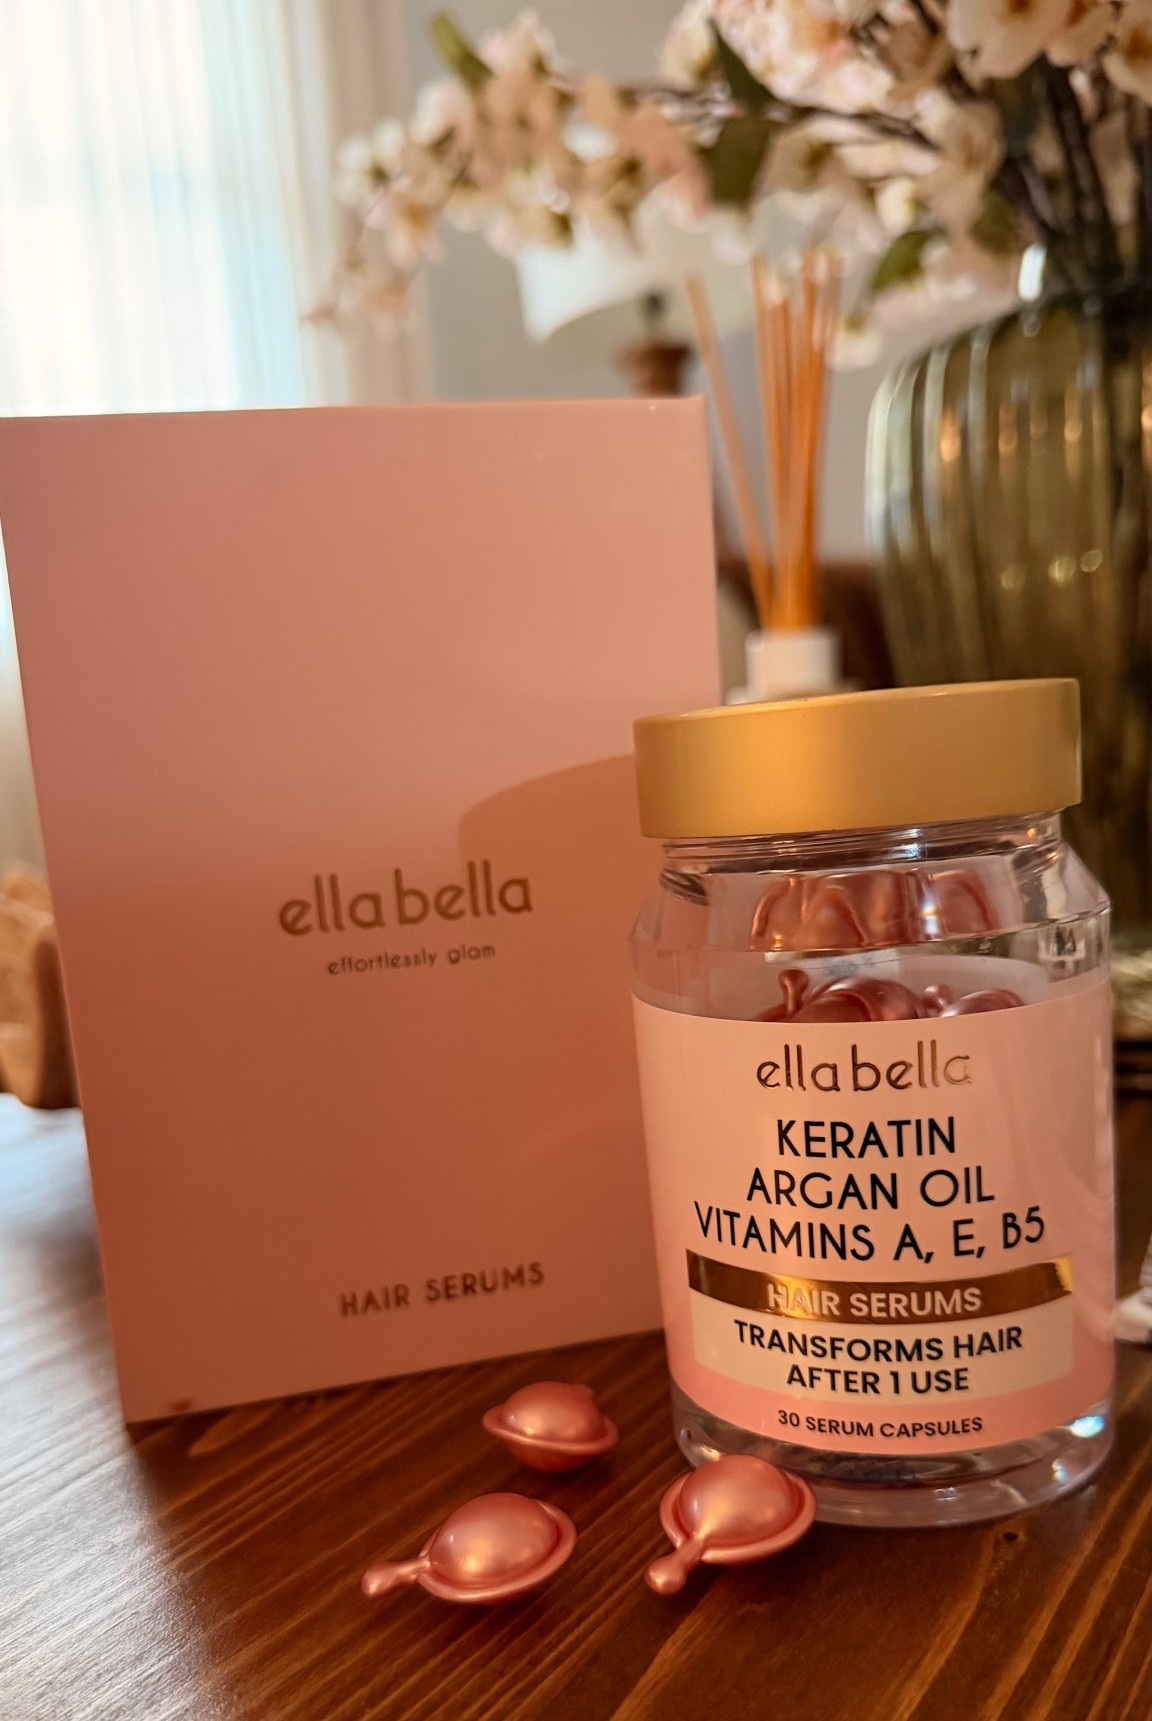 ella bella
effortlessly glam
HAIR SERUMS
ella bella
KERATIN
ARGAN OIL
VITAMINS A, E, B5
HAIR SERUMS
TRANSFORMS HAIR
AFTER 1 USE
30 SERUM CAPSULES